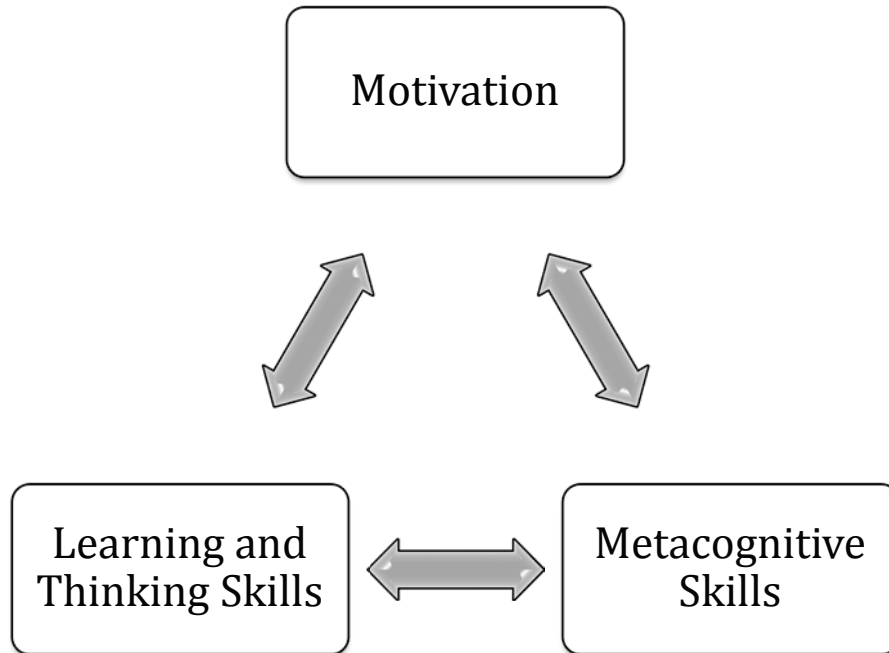 Motivation
Learning and
Thinking Skills
Metacognitive
Skills